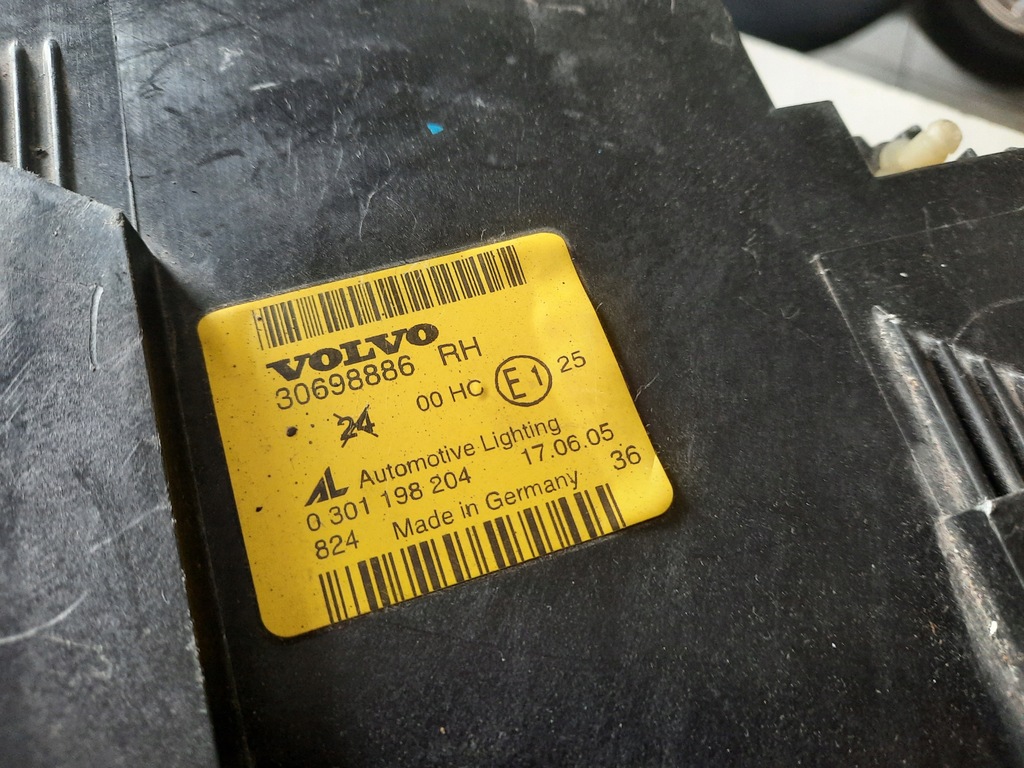 VOLVO
30698886 RH
24 00 HC E1 25
AL Automotive Lighting
0 301 198 204 17.06.05
824 Made in Germany 36